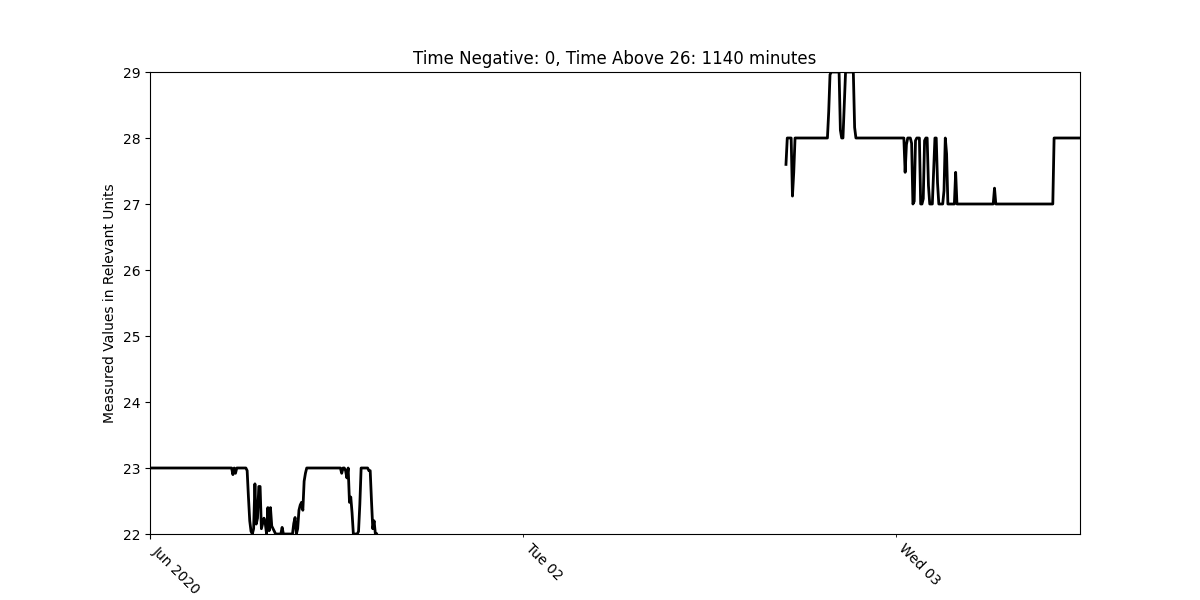 Time Negative: 0, Time Above 26: 1140 minutes
Measured Values in Relevant Units
29
28
27
26
25
24
23
22
Jun 2020
Tue 02
Wed 03